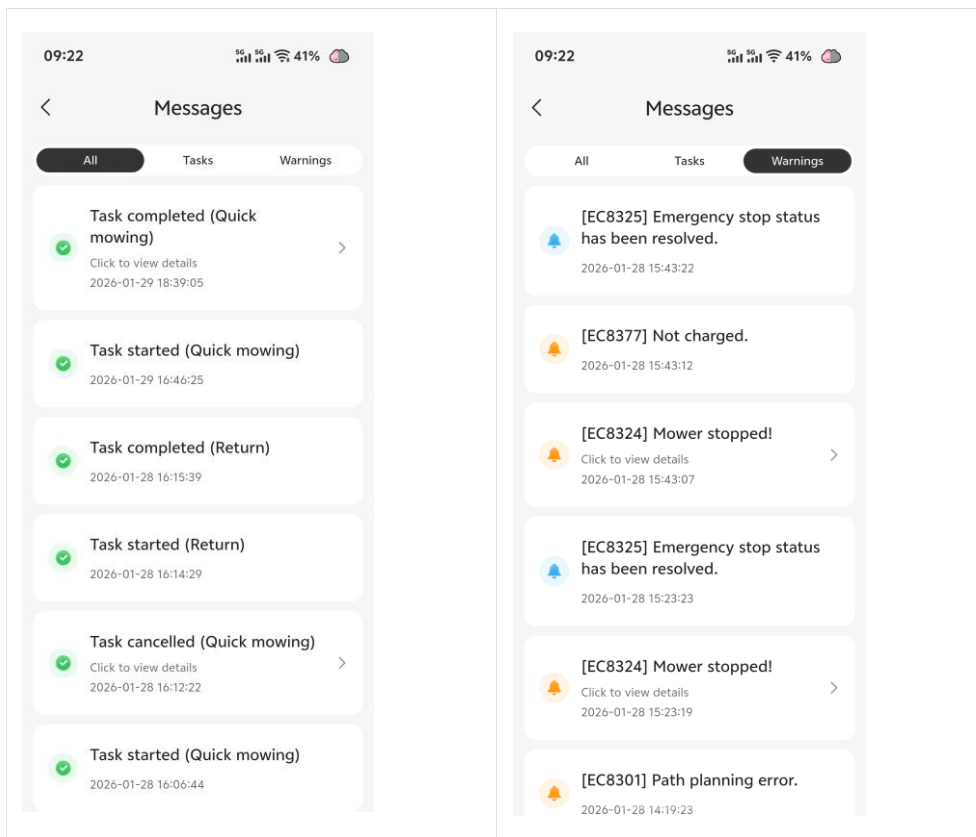 09:22
5G 5G 41%
Messages
All Tasks Warnings
Task completed (Quick
mowing)
Click to view details
2026-01-29 18:39:05
Task started (Quick mowing)
2026-01-29 16:46:25
Task completed (Return)
2026-01-28 16:15:39
Task started (Return)
2026-01-28 16:14:29
Task cancelled (Quick mowing)
Click to view details
2026-01-28 16:12:22
Task started (Quick mowing)
2026-01-28 16:06:44
09:22
5G 5G 41%
Messages
All Tasks Warnings
[EC8325] Emergency stop status
has been resolved.
2026-01-28 15:43:22
[EC8377] Not charged.
2026-01-28 15:43:12
[EC8324] Mower stopped!
Click to view details
2026-01-28 15:43:07
[EC8325] Emergency stop status
has been resolved.
2026-01-28 15:23:23
[EC8324] Mower stopped!
Click to view details
2026-01-28 15:23:19
[EC8301] Path planning error.
2026-01-28 14:19:23